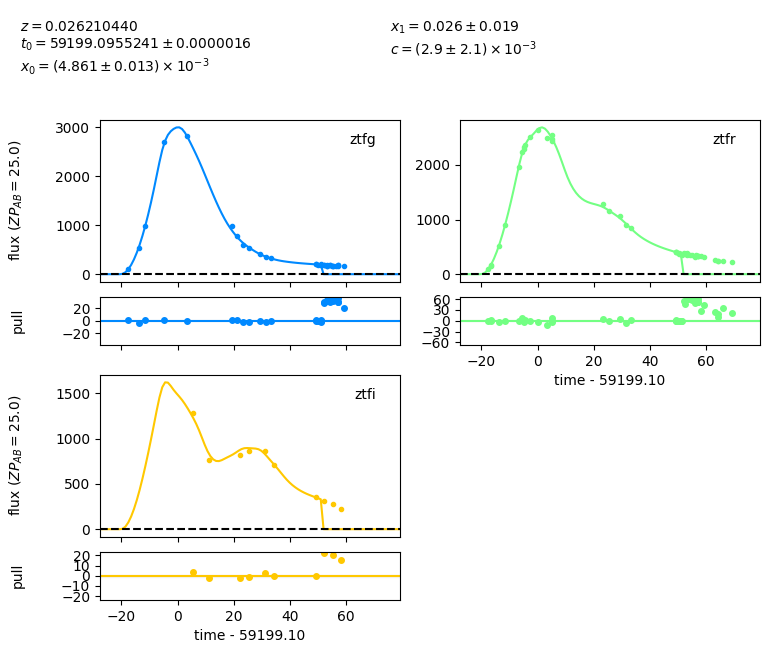 z = 0.026210440
t₀ = 59199.0955241 ± 0.0000016
x₀ = (4.861 ± 0.013) × 10⁻³
x₁ = 0.026 ± 0.019
c = (2.9 ± 2.1) × 10⁻³
flux (ZP_AB = 25.0)
3000
2000
1000
0
ztfg
pull
20
0
−20
2000
1000
0
ztfr
60
30
0
−30
−60
−20 0 20 40 60
time - 59199.10
flux (ZP_AB = 25.0)
1500
1000
500
0
ztfi
pull
20
10
0
−10
−20
−20 0 20 40 60
time - 59199.10